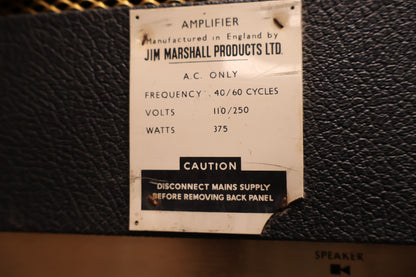 AMPLIFIER
Manufactured in England by
JIM MARSHALL PRODUCTS LTD.
A.C. ONLY
FREQUENCY 40/60 CYCLES
VOLTS 110/250
WATTS 375
CAUTION
DISCONNECT MAINS SUPPLY
BEFORE REMOVING BACK PANEL
SPEAKER